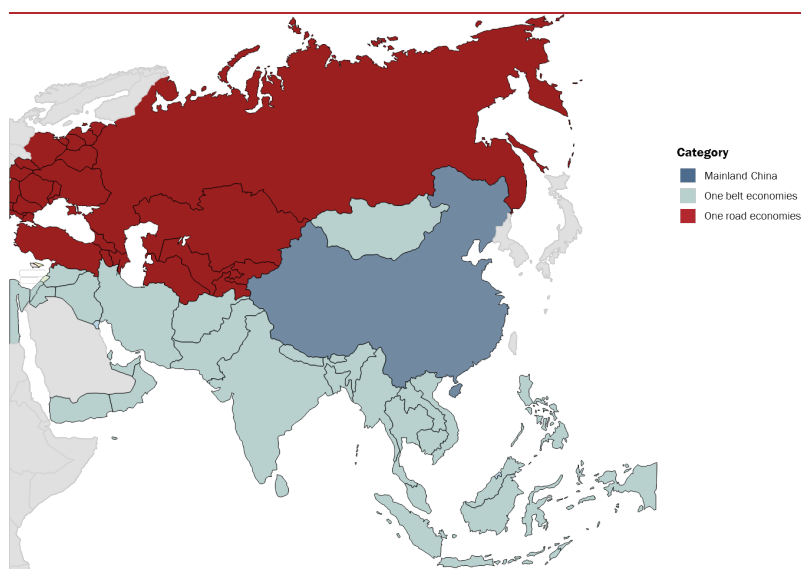 Category
Mainland China
One belt economies
One road economies